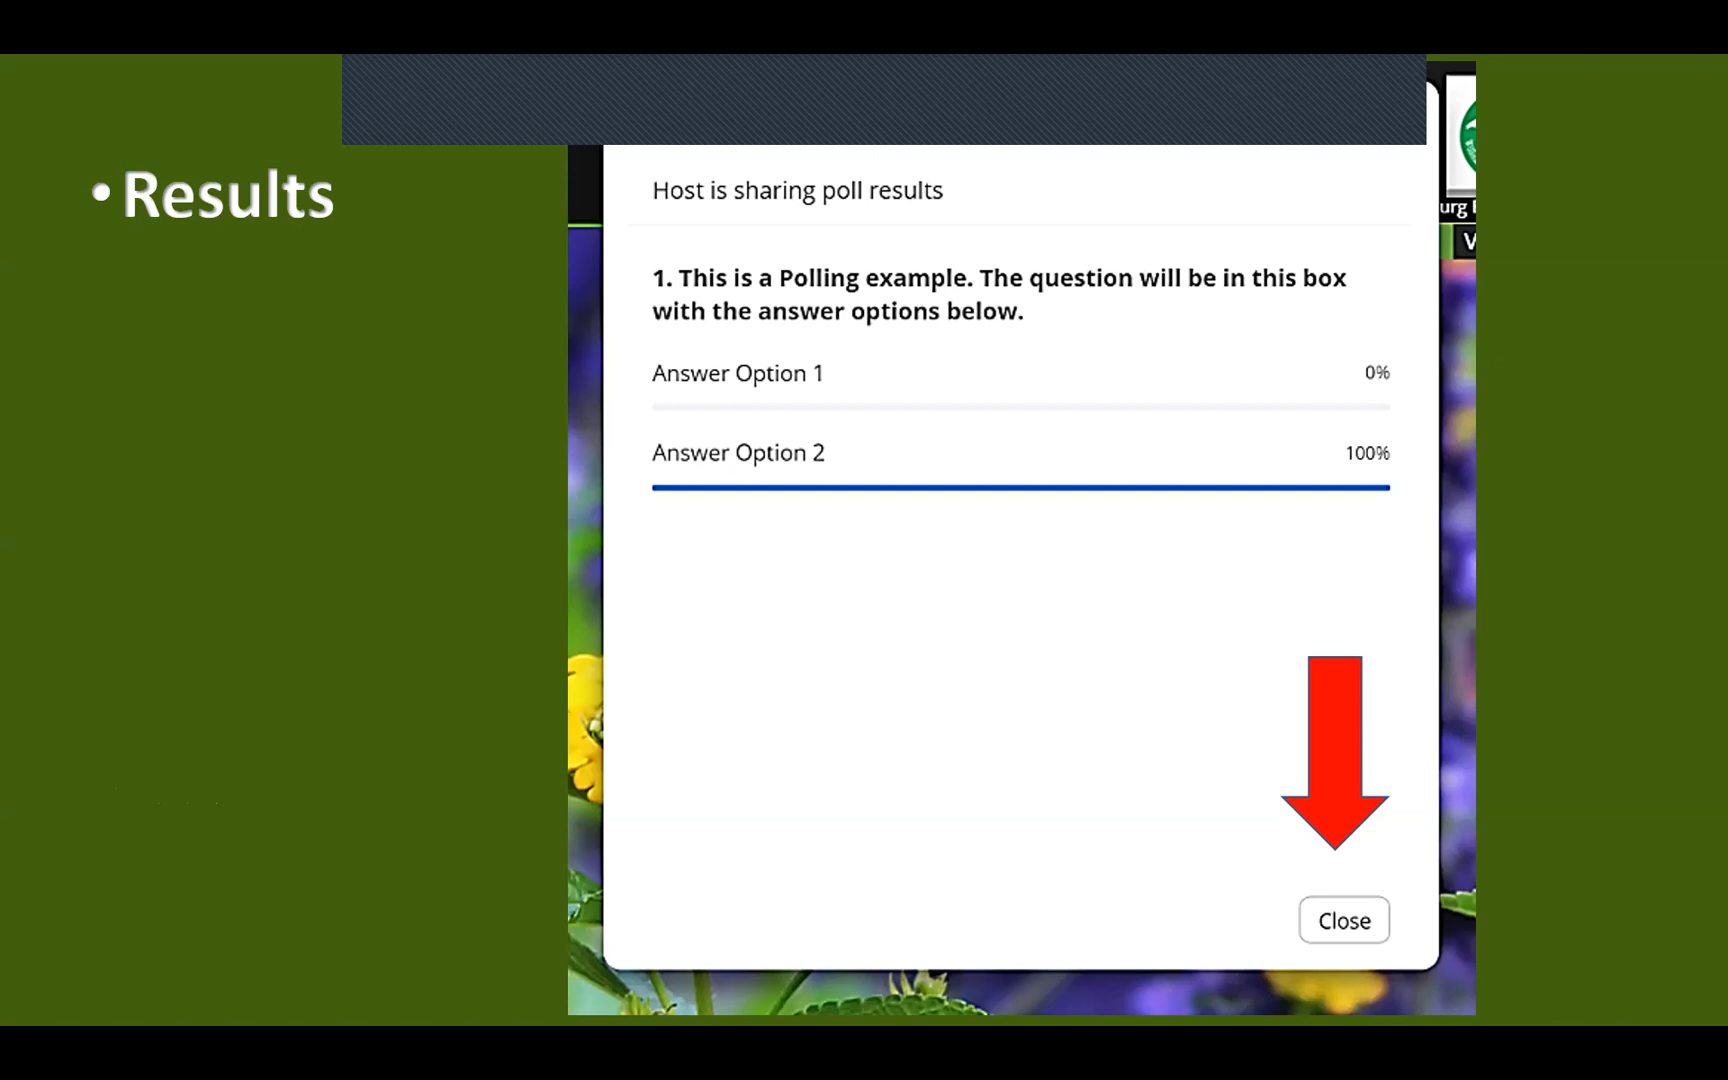 • Results
Host is sharing poll results
1. This is a Polling example. The question will be in this box
with the answer options below.
Answer Option 1 0%
Answer Option 2 100%
Close